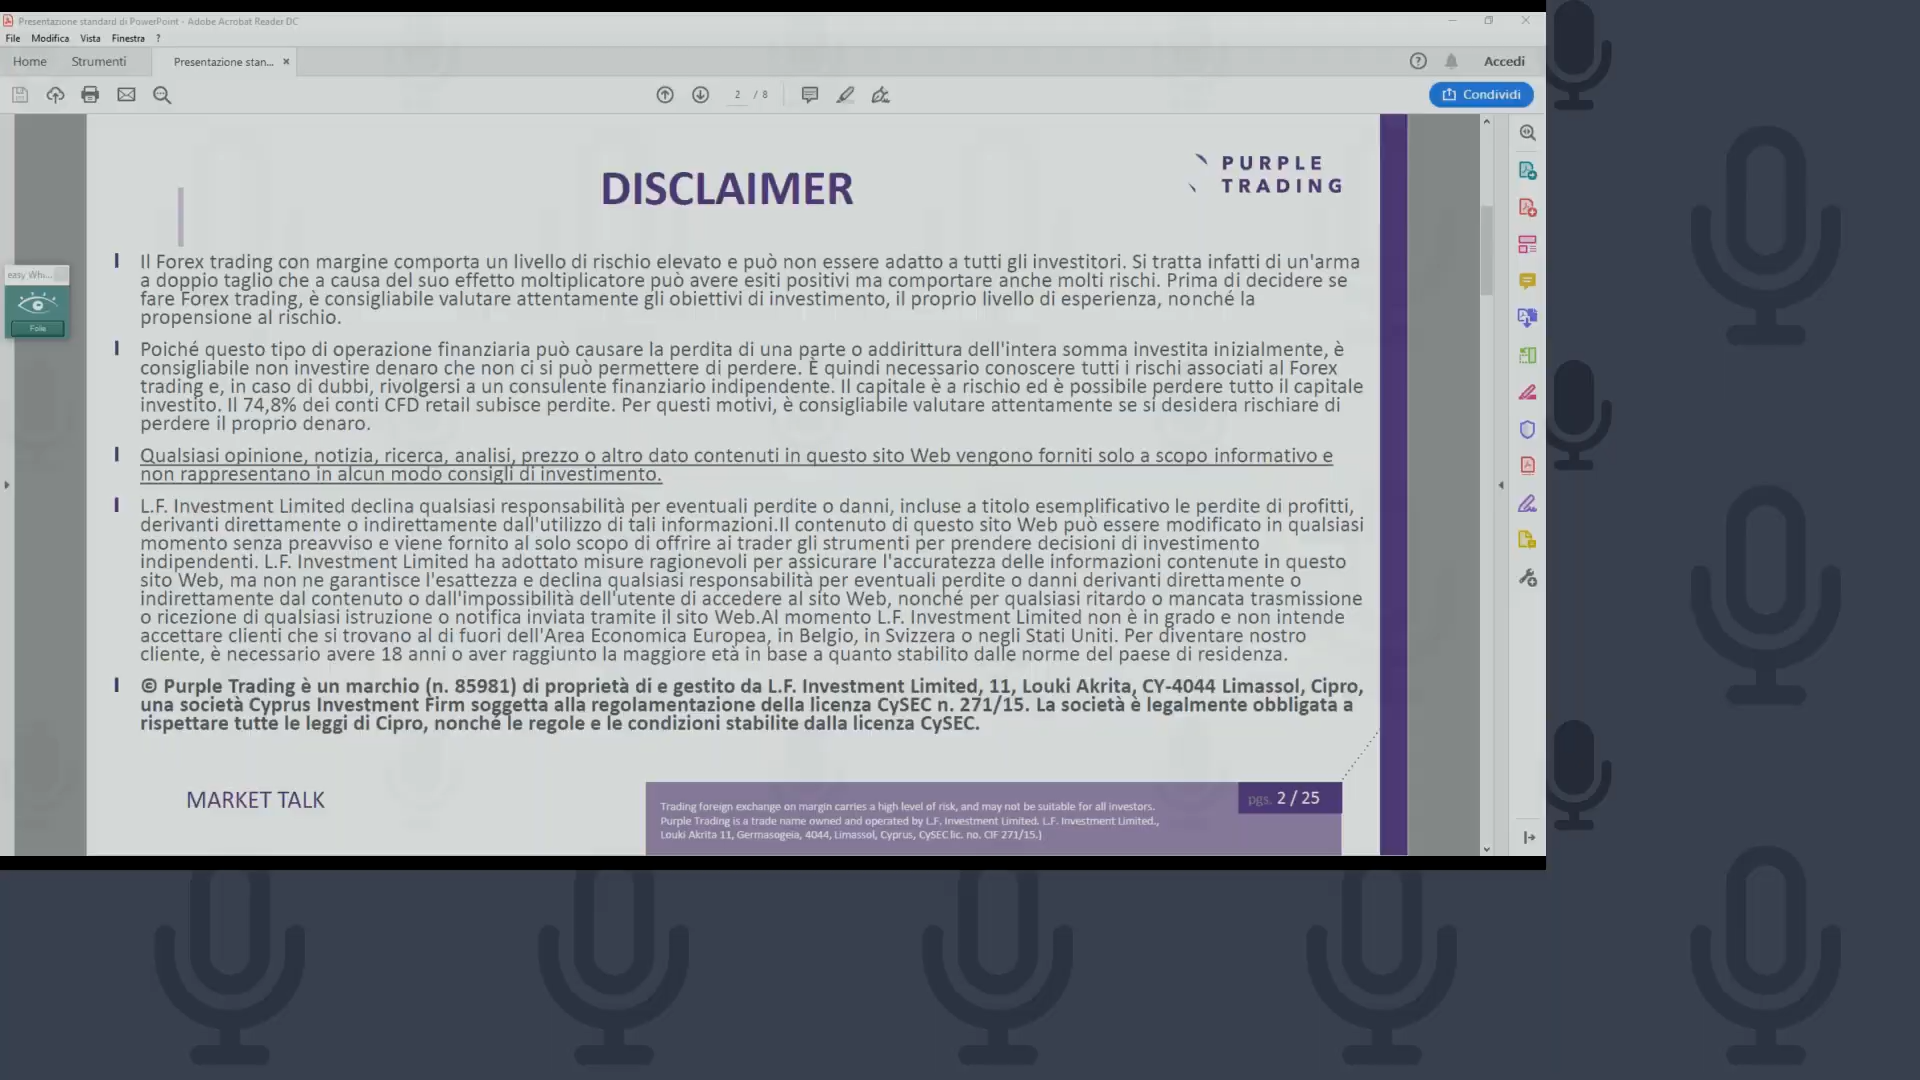 Presentazione standard di PowerPoint - Adobe Acrobat Reader DC
File Modifica Vista Finestra ?
Home Strumenti Presentazione stan... × Accedi
2 / 8 Condividi
PURPLE
TRADING
DISCLAIMER
Il Forex trading con margine comporta un livello di rischio elevato e può non essere adatto a tutti gli investitori. Si tratta infatti di un'arma
a doppio taglio che a causa del suo effetto moltiplicatore può avere esiti positivi ma comportare anche molti rischi. Prima di decidere se
fare Forex trading, è consigliabile valutare attentamente gli obiettivi di investimento, il proprio livello di esperienza, nonché la
propensione al rischio.
easy Whi...
Folie
Poiché questo tipo di operazione finanziaria può causare la perdita di una parte o addirittura dell'intera somma investita inizialmente, è
consigliabile non investire denaro che non ci si può permettere di perdere. È quindi necessario conoscere tutti i rischi associati al Forex
trading e, in caso di dubbi, rivolgersi a un consulente finanziario indipendente. Il capitale è a rischio ed è possibile perdere tutto il capitale
investito. Il 74,8% dei conti CFD retail subisce perdite. Per questi motivi, è consigliabile valutare attentamente se si desidera rischiare di
perdere il proprio denaro.
Qualsiasi opinione, notizia, ricerca, analisi, prezzo o altro dato contenuti in questo sito Web vengono forniti solo a scopo informativo e
non rappresentano in alcun modo consigli di investimento.
L.F. Investment Limited declina qualsiasi responsabilità per eventuali perdite o danni, incluse a titolo esemplificativo le perdite di profitti,
derivanti direttamente o indirettamente dall'utilizzo di tali informazioni.Il contenuto di questo sito Web può essere modificato in qualsiasi
momento senza preavviso e viene fornito al solo scopo di offrire ai trader gli strumenti per prendere decisioni di investimento
indipendenti. L.F. Investment Limited ha adottato misure ragionevoli per assicurare l'accuratezza delle informazioni contenute in questo
sito Web, ma non ne garantisce l'esattezza e declina qualsiasi responsabilità per eventuali perdite o danni derivanti direttamente o
indirettamente dal contenuto o dall'impossibilità dell'utente di accedere al sito Web, nonché per qualsiasi ritardo o mancata trasmissione
o ricezione di qualsiasi istruzione o notifica inviata tramite il sito Web.Al momento L.F. Investment Limited non è in grado e non intende
accettare clienti che si trovano al di fuori dell'Area Economica Europea, in Belgio, in Svizzera o negli Stati Uniti. Per diventare nostro
cliente, è necessario avere 18 anni o aver raggiunto la maggiore età in base a quanto stabilito dalle norme del paese di residenza.
© Purple Trading è un marchio (n. 85981) di proprietà di e gestito da L.F. Investment Limited, 11, Louki Akrita, CY-4044 Limassol, Cipro,
una società Cyprus Investment Firm soggetta alla regolamentazione della licenza CySEC n. 271/15. La società è legalmente obbligata a
rispettare tutte le leggi di Cipro, nonché le regole e le condizioni stabilite dalla licenza CySEC.
MARKET TALK
pgs. 2 / 25
Trading foreign exchange on margin carries a high level of risk, and may not be suitable for all investors.
Purple Trading is a trade name owned and operated by L.F. Investment Limited. L.F. Investment Limited.,
Louki Akrita 11, Germasogeia, 4044, Limassol, Cyprus, CySEC lic. no. CIF 271/15.)